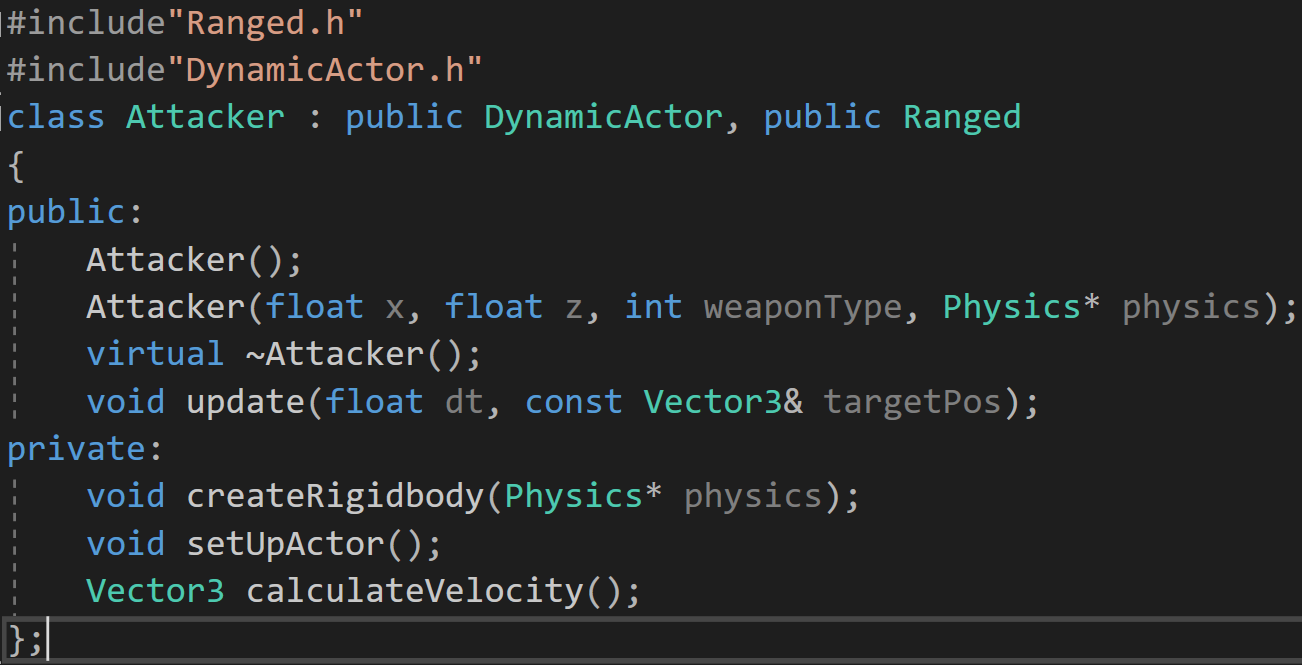 #include"Ranged.h"
#include"DynamicActor.h"
class Attacker : public DynamicActor, public Ranged
{
public:
    Attacker();
    Attacker(float x, float z, int weaponType, Physics* physics);
    virtual ~Attacker();
    void update(float dt, const Vector3& targetPos);
private:
    void createRigidbody(Physics* physics);
    void setUpActor();
    Vector3 calculateVelocity();
};